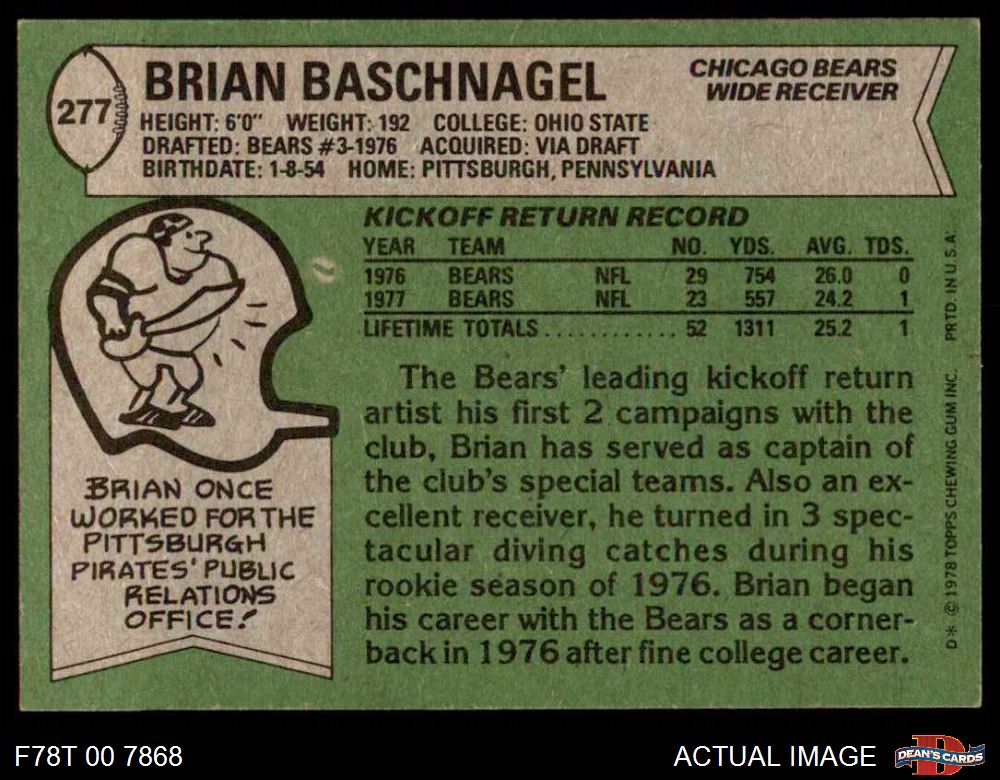 277
BRIAN BASCHNAGEL
CHICAGO BEARS
WIDE RECEIVER
HEIGHT: 6'0" WEIGHT: 192 COLLEGE: OHIO STATE
DRAFTED: BEARS #3-1976 ACQUIRED: VIA DRAFT
BIRTHDATE: 1-8-54 HOME: PITTSBURGH, PENNSYLVANIA
KICKOFF RETURN RECORD
YEAR TEAM NO. YDS. AVG. TDS.
1976 BEARS NFL 29 754 26.0 0
1977 BEARS NFL 23 557 24.2 1
LIFETIME TOTALS............ 52 1311 25.2 1
The Bears' leading kickoff return
artist his first 2 campaigns with the
club, Brian has served as captain of
the club's special teams. Also an ex-
cellent receiver, he turned in 3 spec-
tacular diving catches during his
rookie season of 1976. Brian began
his career with the Bears as a corner-
back in 1976 after fine college career.
BRIAN ONCE
WORKED FOR THE
PITTSBURGH
PIRATES' PUBLIC
RELATIONS
OFFICE!
D* © 1978 TOPPS CHEWING GUM INC. PRTD. IN U.S.A.
F78T 00 7868
ACTUAL IMAGE
D
DEAN'S CARDS